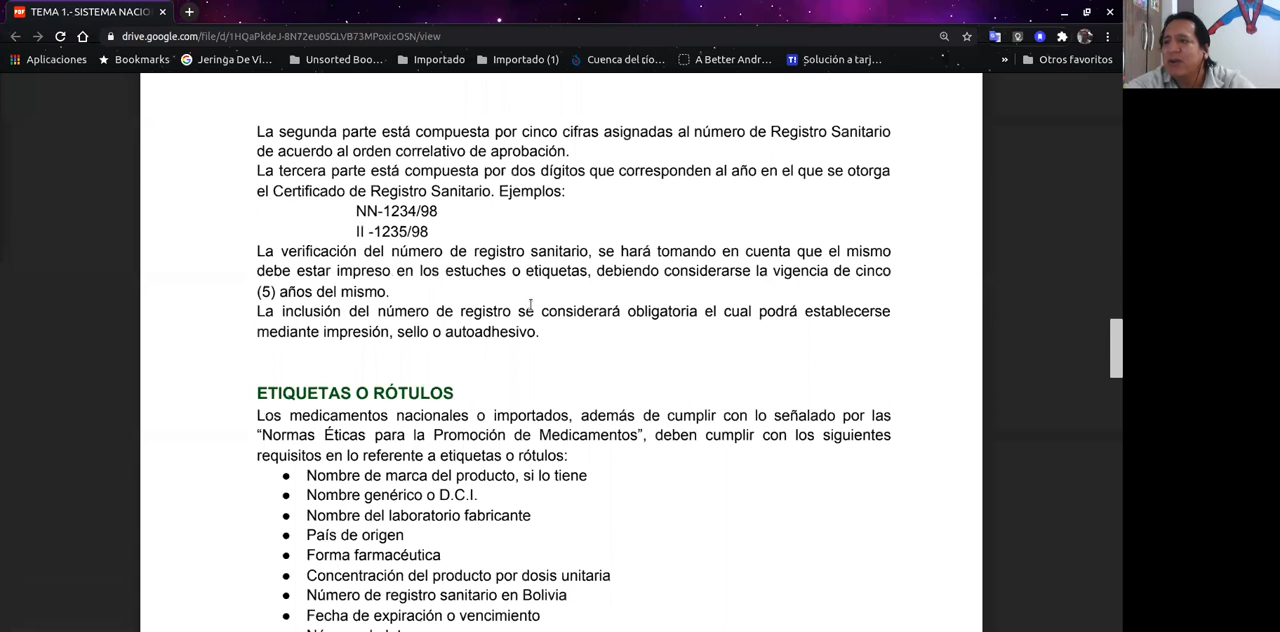 TEMA 1.- SISTEMA NACIO
drive.google.com/file/d/1HQaPkdeJ-8N72eu0SGLVB73MPoxicOSN/view
Aplicaciones
Bookmarks
Jeringa De Vi...
Unsorted Boo...
Importado
Importado (1)
Cuenca del río...
A Better Andr...
Solución a tarj...
»
Otros favoritos
La segunda parte está compuesta por cinco cifras asignadas al número de Registro Sanitario
de acuerdo al orden correlativo de aprobación.
La tercera parte está compuesta por dos dígitos que corresponden al año en el que se otorga
el Certificado de Registro Sanitario. Ejemplos:
NN-1234/98
II -1235/98
La verificación del número de registro sanitario, se hará tomando en cuenta que el mismo
debe estar impreso en los estuches o etiquetas, debiendo considerarse la vigencia de cinco
(5) años del mismo.
La inclusión del número de registro se considerará obligatoria el cual podrá establecerse
mediante impresión, sello o autoadhesivo.
ETIQUETAS O RÓTULOS
Los medicamentos nacionales o importados, además de cumplir con lo señalado por las
“Normas Éticas para la Promoción de Medicamentos”, deben cumplir con los siguientes
requisitos en lo referente a etiquetas o rótulos:
● Nombre de marca del producto, si lo tiene
● Nombre genérico o D.C.I.
● Nombre del laboratorio fabricante
● País de origen
● Forma farmacéutica
● Concentración del producto por dosis unitaria
● Número de registro sanitario en Bolivia
● Fecha de expiración o vencimiento